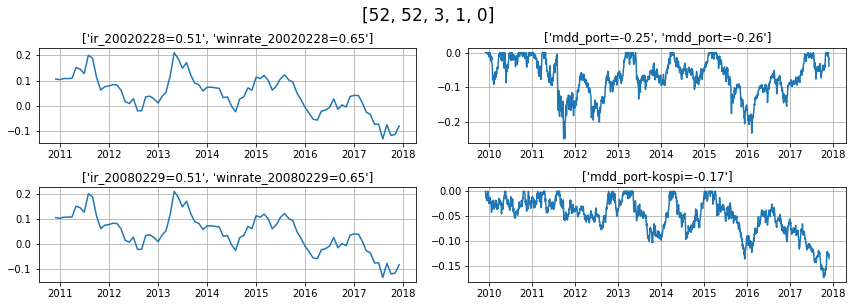 [52, 52, 3, 1, 0]
['ir_20020228=0.51', 'winrate_20020228=0.65']
0.2
0.1
0.0
−0.1
2011 2012 2013 2014 2015 2016 2017 2018
['mdd_port=-0.25', 'mdd_port=-0.26']
0.0
−0.1
−0.2
2010 2011 2012 2013 2014 2015 2016 2017 2018
['ir_20080229=0.51', 'winrate_20080229=0.65']
0.2
0.1
0.0
−0.1
2011 2012 2013 2014 2015 2016 2017 2018
['mdd_port-kospi=-0.17']
0.00
−0.05
−0.10
−0.15
2010 2011 2012 2013 2014 2015 2016 2017 2018